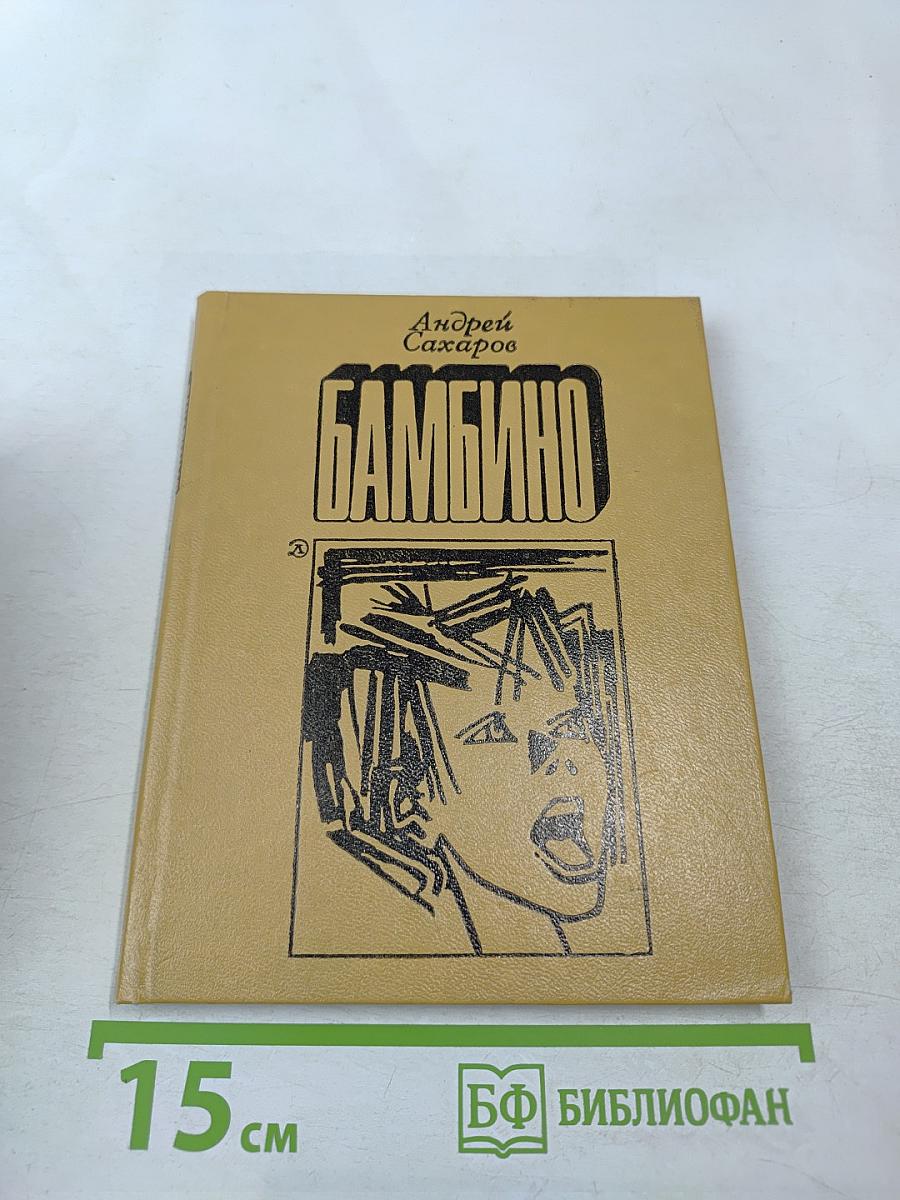 Андрей
Сахаров
БАМБИНО
15 см
БФ БИБЛИОФАН